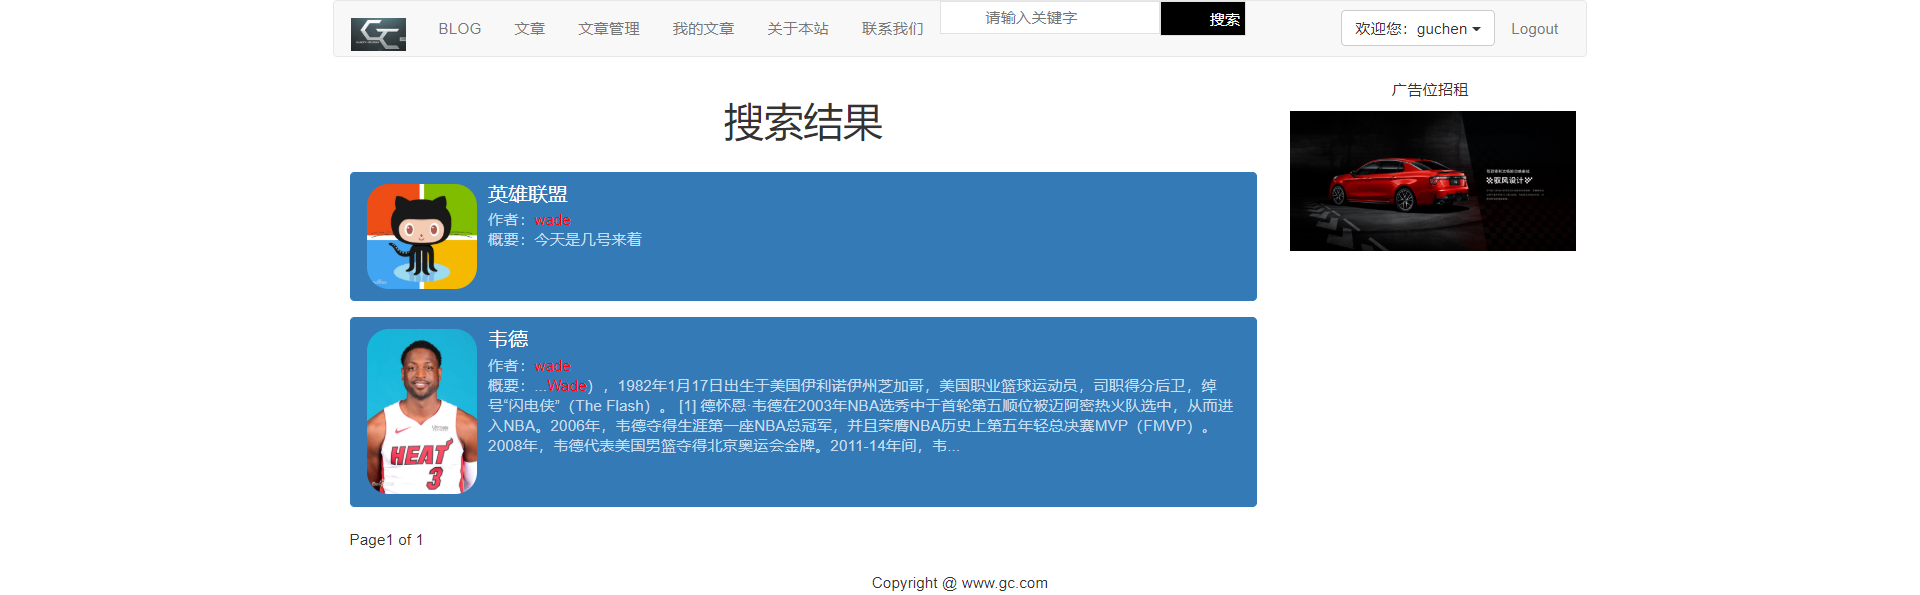 GC BLOG 文章 文章管理 我的文章 关于本站 联系我们 请输入关键字 搜索 欢迎您：guchen Logout
广告位招租
搜索结果
驭风设计
英雄联盟
作者：wade
概要：今天是几号来着
韦德
作者：wade
概要：...Wade），1982年1月17日出生于美国伊利诺伊州芝加哥，美国职业篮球运动员，司职得分后卫，绰
号“闪电侠”（The Flash）。 [1] 德怀恩·韦德在2003年NBA选秀中于首轮第五顺位被迈阿密热火队选中，从而进
入NBA。2006年，韦德夺得生涯第一座NBA总冠军，并且荣膺NBA历史上第五年轻总决赛MVP（FMVP）。
2008年，韦德代表美国男篮夺得北京奥运会金牌。2011-14年间，韦...
HEAT
3
Page1 of 1
Copyright @ www.gc.com